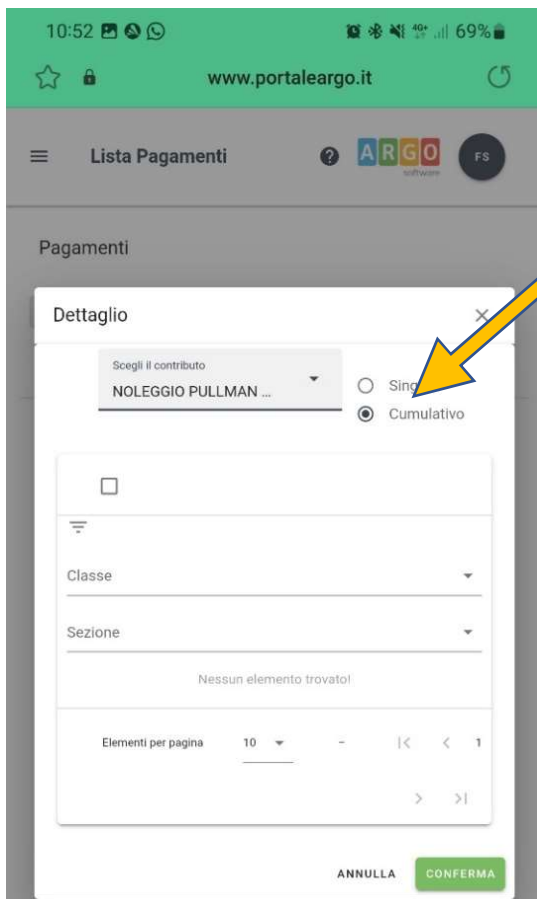 10:52 69%
www.portaleargo.it
Lista Pagamenti ARGO FS
software
Pagamenti
Dettaglio
Scegli il contributo
NOLEGGIO PULLMAN ...
Cumulativo
Classe
Sezione
Nessun elemento trovato!
Elementi per pagina 10 – 1
ANNULLA CONFERMA